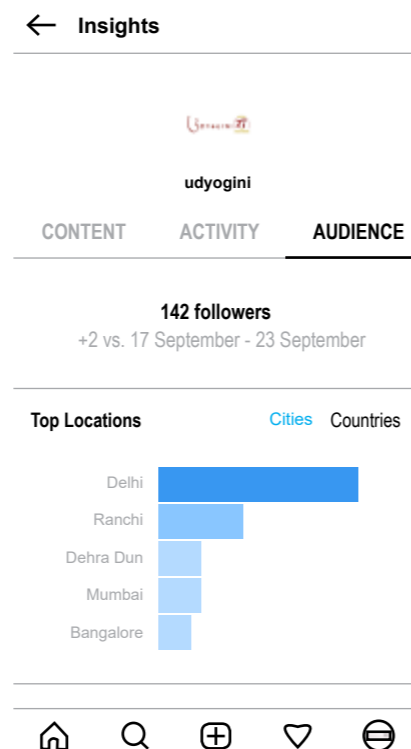 Insights
udyogini
CONTENT ACTIVITY AUDIENCE
142 followers
+2 vs. 17 September - 23 September
Top Locations Cities Countries
Delhi
Ranchi
Dehra Dun
Mumbai
Bangalore